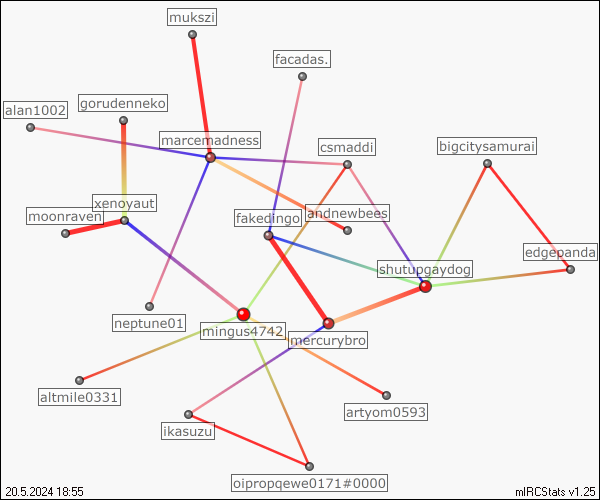 mukszi
facadas.
gorudenneko
alan1002
marcemadness
csmaddi
bigcitysamurai
xenoyaut
moonraven
fakedingo
andnewbees
edgepanda
shutupgaydog
neptune01
mingus4742
mercurybro
altmile0331
artyom0593
ikasuzu
oipropqewe0171#0000
20.5.2024 18:55
mIRCStats v1.25